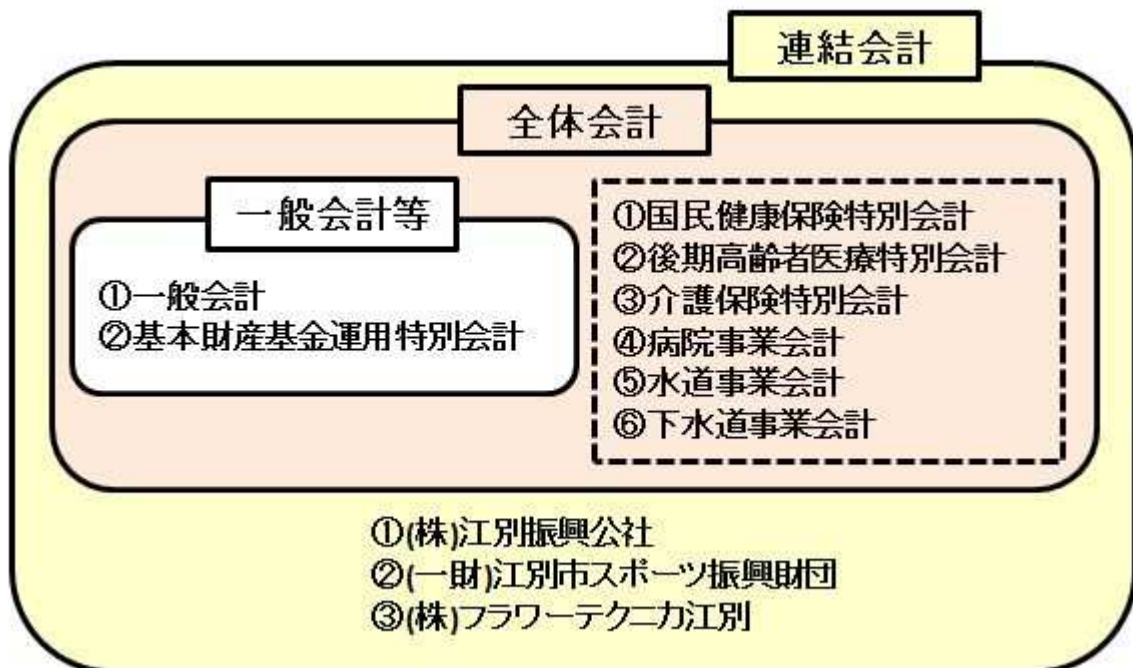 連結会計
全体会計
一般会計等
①一般会計
②基本財産基金運用特別会計
①国民健康保険特別会計
②後期高齢者医療特別会計
③介護保険特別会計
④病院事業会計
⑤水道事業会計
⑥下水道事業会計
①(株)江別振興公社
②(一財)江別市スポーツ振興財団
③(株)フラワーテクニカ江別